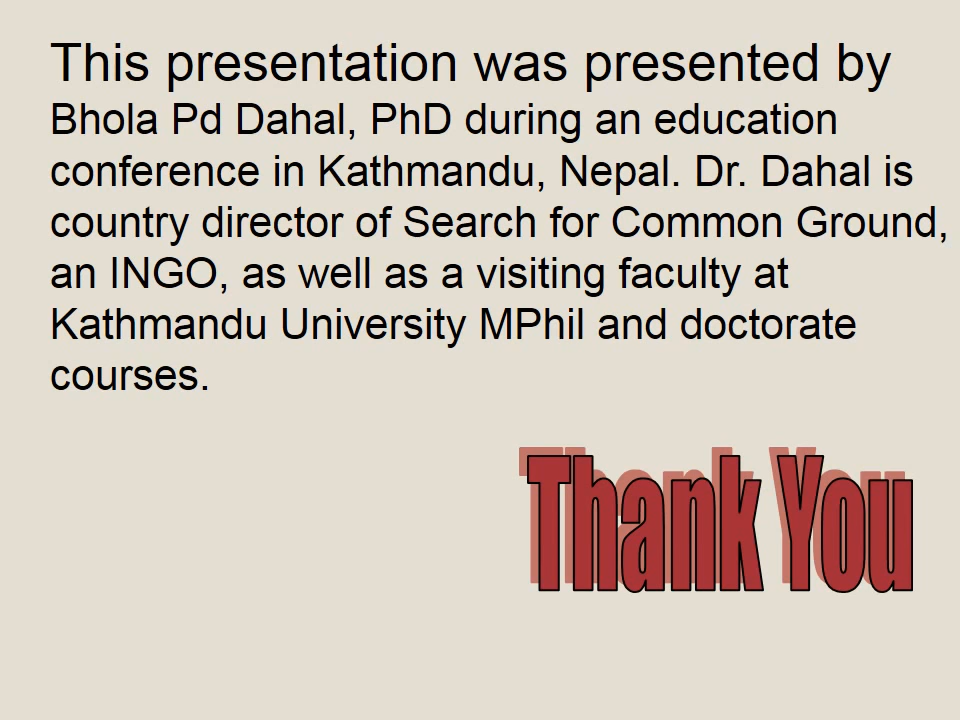 This presentation was presented by
Bhola Pd Dahal, PhD during an education
conference in Kathmandu, Nepal. Dr. Dahal is
country director of Search for Common Ground,
an INGO, as well as a visiting faculty at
Kathmandu University MPhil and doctorate
courses.
Thank You